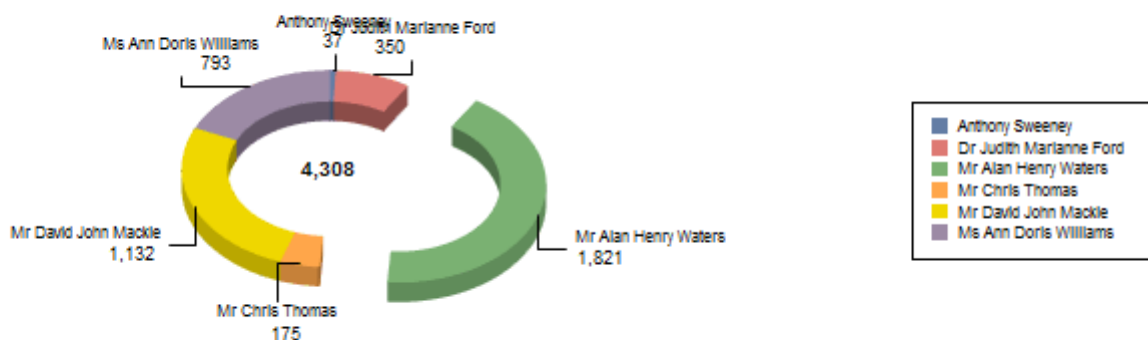 Anthony Sweeney
37
Dr Judith Marianne Ford
350
Ms Ann Doris Williams
793
4,308
Mr Alan Henry Waters
1,821
Mr David John Mackie
1,132
Mr Chris Thomas
175
Anthony Sweeney
Dr Judith Marianne Ford
Mr Alan Henry Waters
Mr Chris Thomas
Mr David John Mackie
Ms Ann Doris Williams